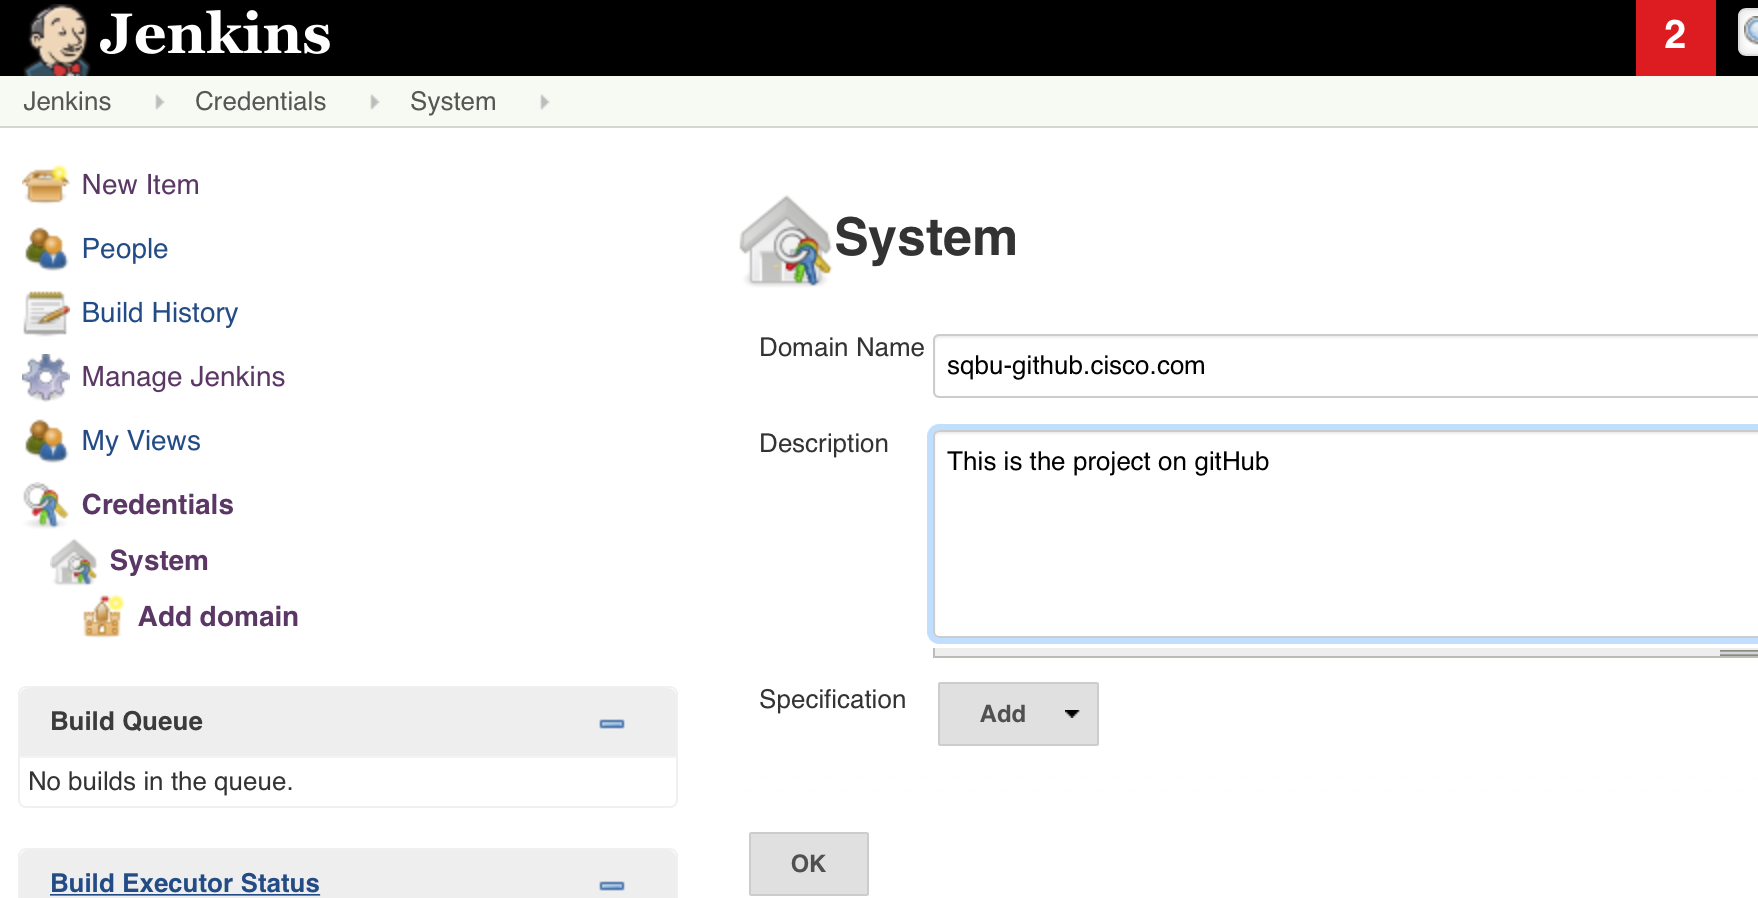 Jenkins
2
Jenkins Credentials System
New Item
People
Build History
Manage Jenkins
My Views
Credentials
System
Add domain
Build Queue
No builds in the queue.
Build Executor Status
System
Domain Name sqbu-github.cisco.com
Description This is the project on gitHub
Specification Add
OK